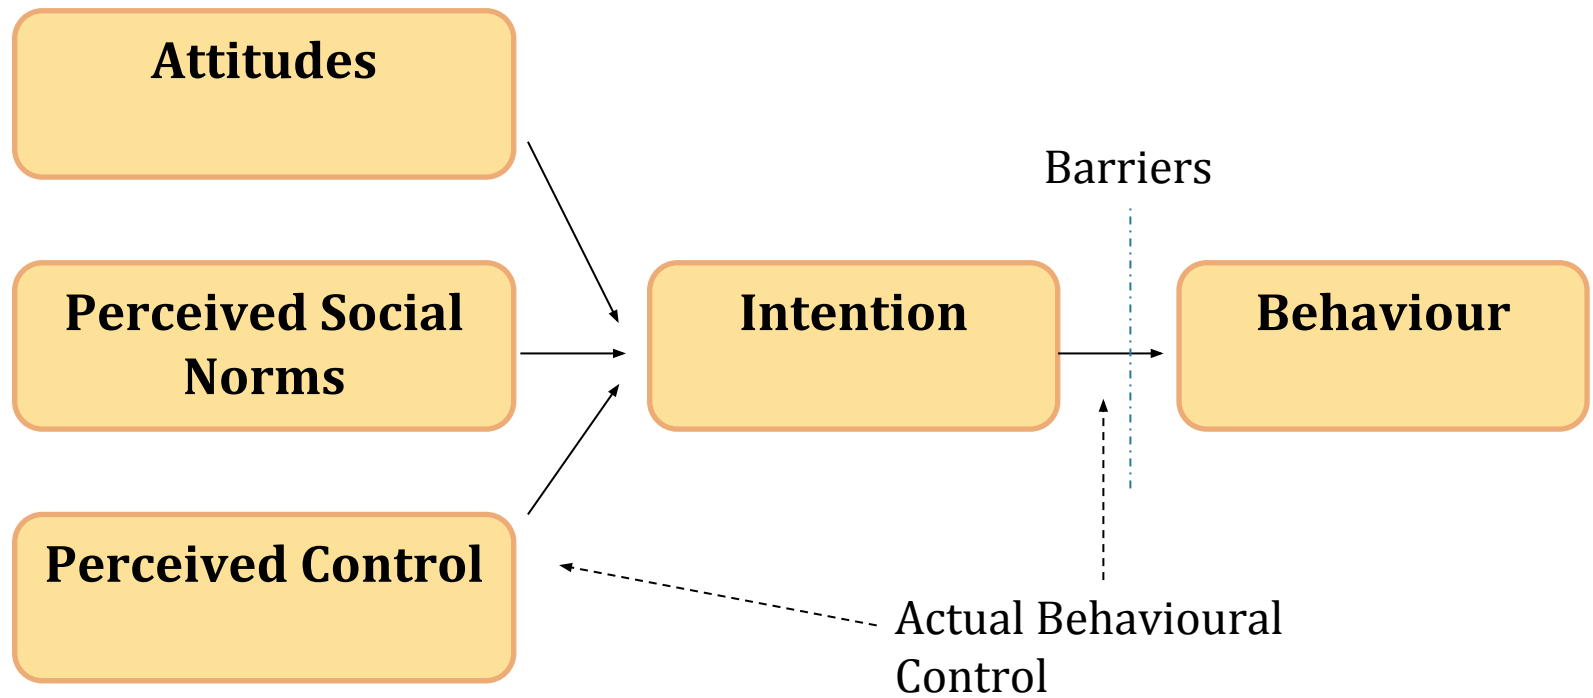 Attitudes
Barriers
Perceived Social
Norms
Intention
Behaviour
Perceived Control
Actual Behavioural
Control